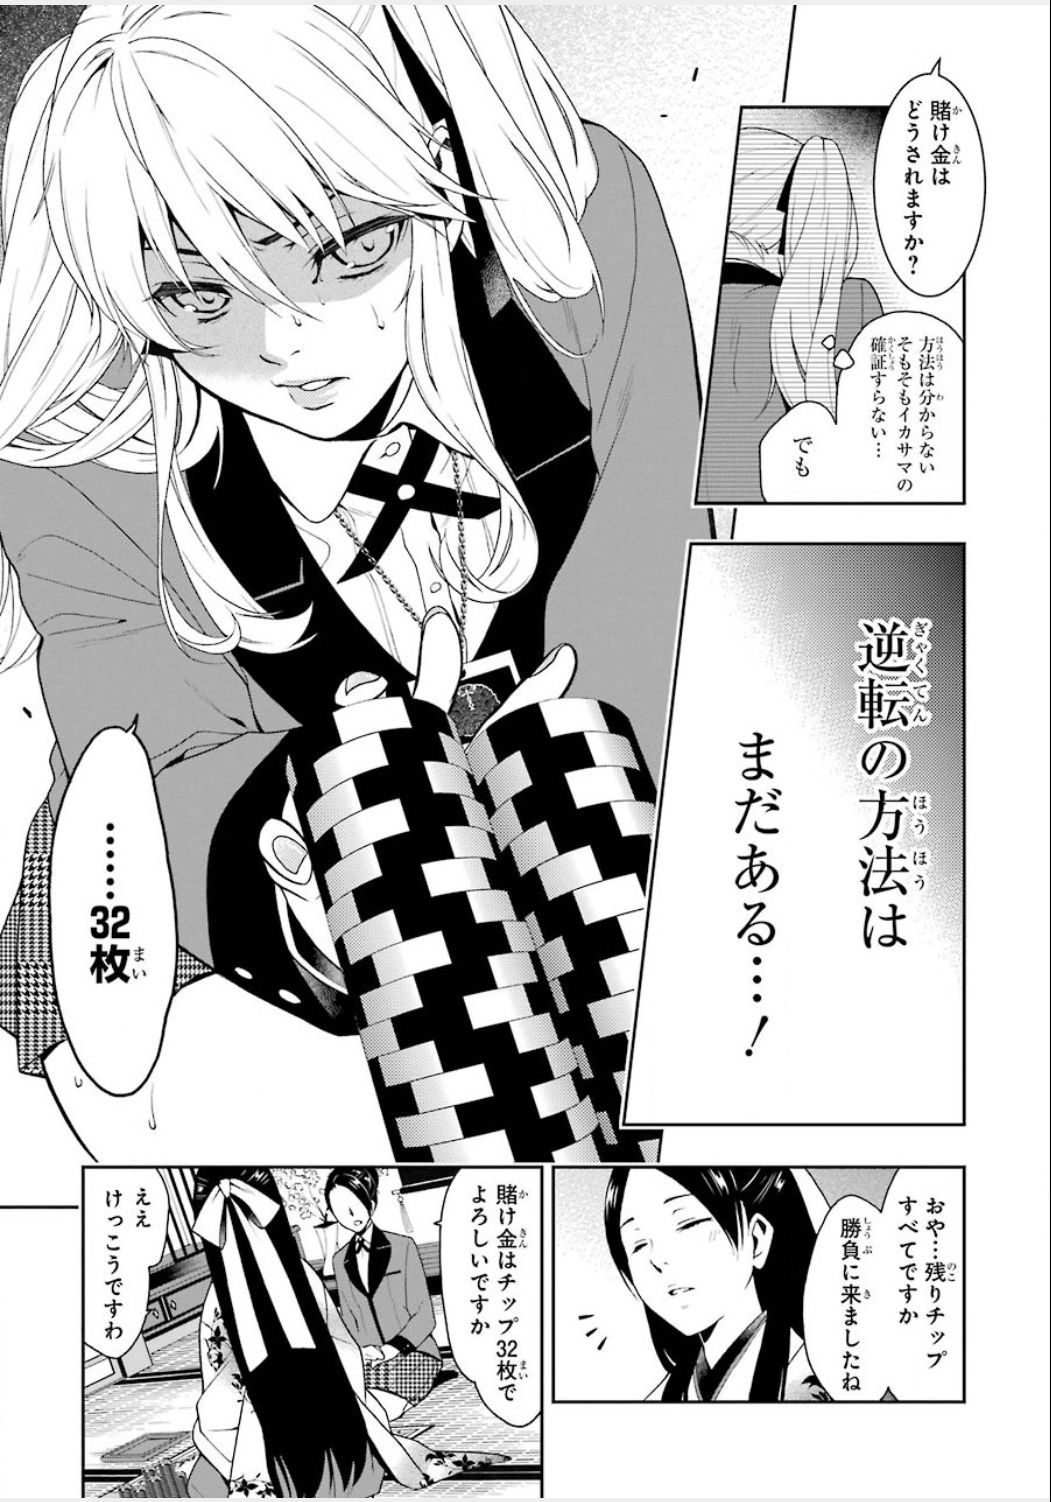 賭け金は
どうされますか？
方法は分からない
そもそもイカサマの
確証すらない…
でも
逆転の方法は
まだある…！
………32枚
おや…残りチップ
すべてですか
勝負に来ましたね
賭け金はチップ32枚で
よろしいですか
ええ
けっこうですわ